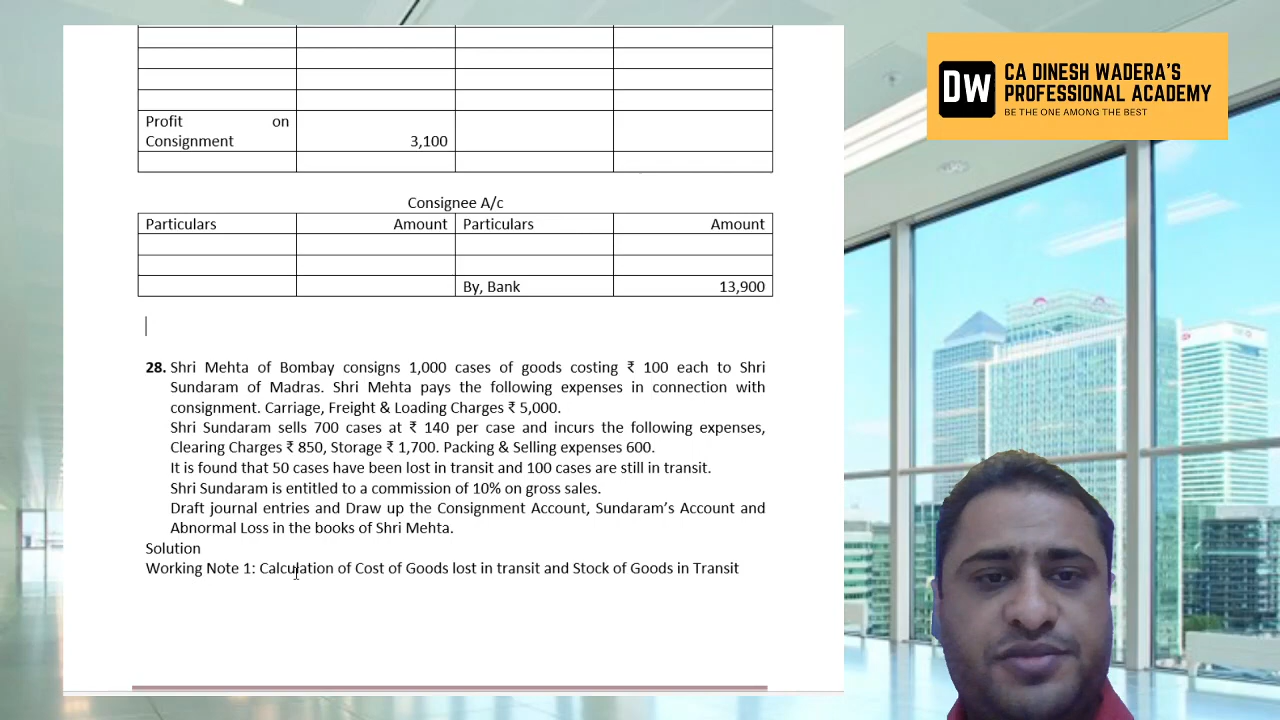 DW
CA DINESH WADERA'S
PROFESSIONAL ACADEMY
BE THE ONE AMONG THE BEST
Profit on
Consignment 3,100
Consignee A/c
Particulars Amount Particulars Amount
By, Bank 13,900
28. Shri Mehta of Bombay consigns 1,000 cases of goods costing ₹ 100 each to Shri
Sundaram of Madras. Shri Mehta pays the following expenses in connection with
consignment. Carriage, Freight & Loading Charges ₹ 5,000.
Shri Sundaram sells 700 cases at ₹ 140 per case and incurs the following expenses,
Clearing Charges ₹ 850, Storage ₹ 1,700. Packing & Selling expenses 600.
It is found that 50 cases have been lost in transit and 100 cases are still in transit.
Shri Sundaram is entitled to a commission of 10% on gross sales.
Draft journal entries and Draw up the Consignment Account, Sundaram's Account and
Abnormal Loss in the books of Shri Mehta.
Solution
Working Note 1: Calculation of Cost of Goods lost in transit and Stock of Goods in Transit